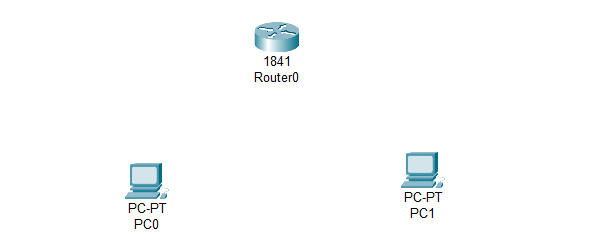 1841
Router0
PC-PT
PC0
PC-PT
PC1